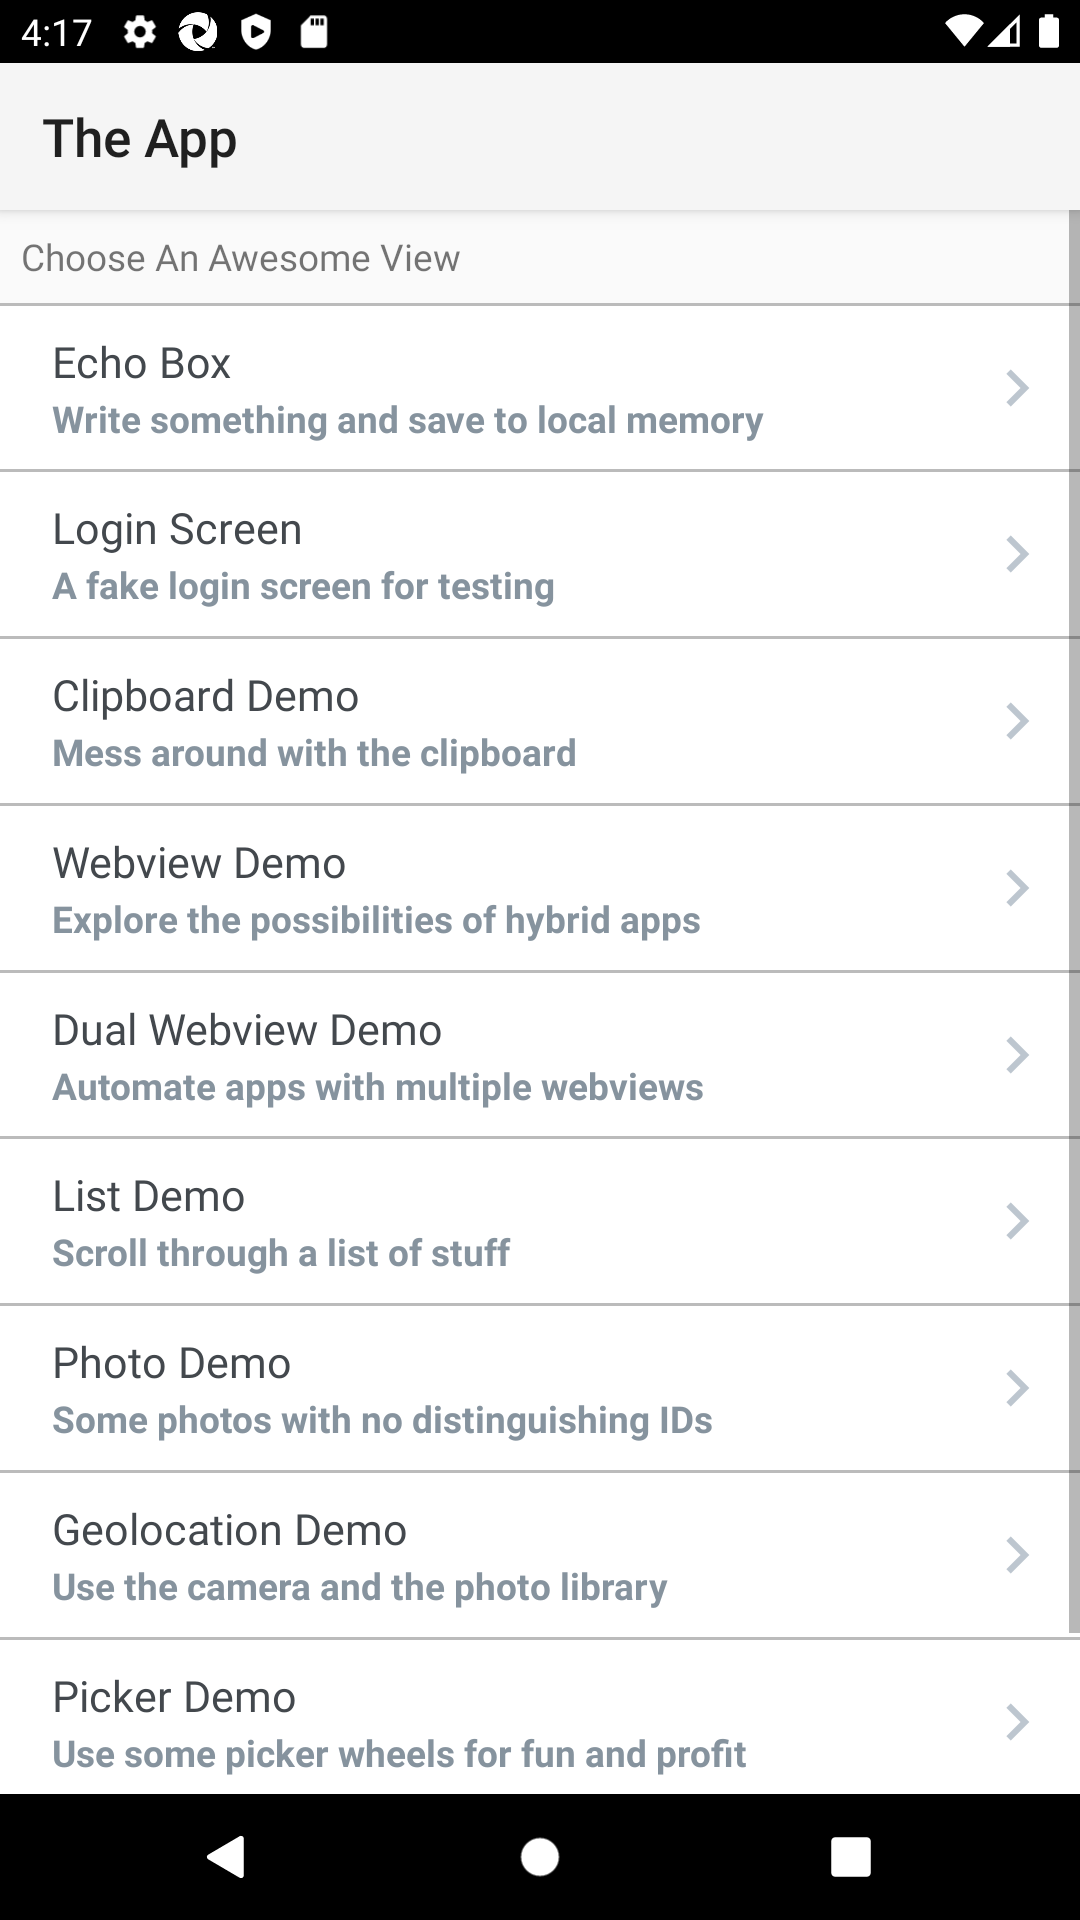 4:17
The App
Choose An Awesome View
Echo Box
Write something and save to local memory
Login Screen
A fake login screen for testing
Clipboard Demo
Mess around with the clipboard
Webview Demo
Explore the possibilities of hybrid apps
Dual Webview Demo
Automate apps with multiple webviews
List Demo
Scroll through a list of stuff
Photo Demo
Some photos with no distinguishing IDs
Geolocation Demo
Use the camera and the photo library
Picker Demo
Use some picker wheels for fun and profit